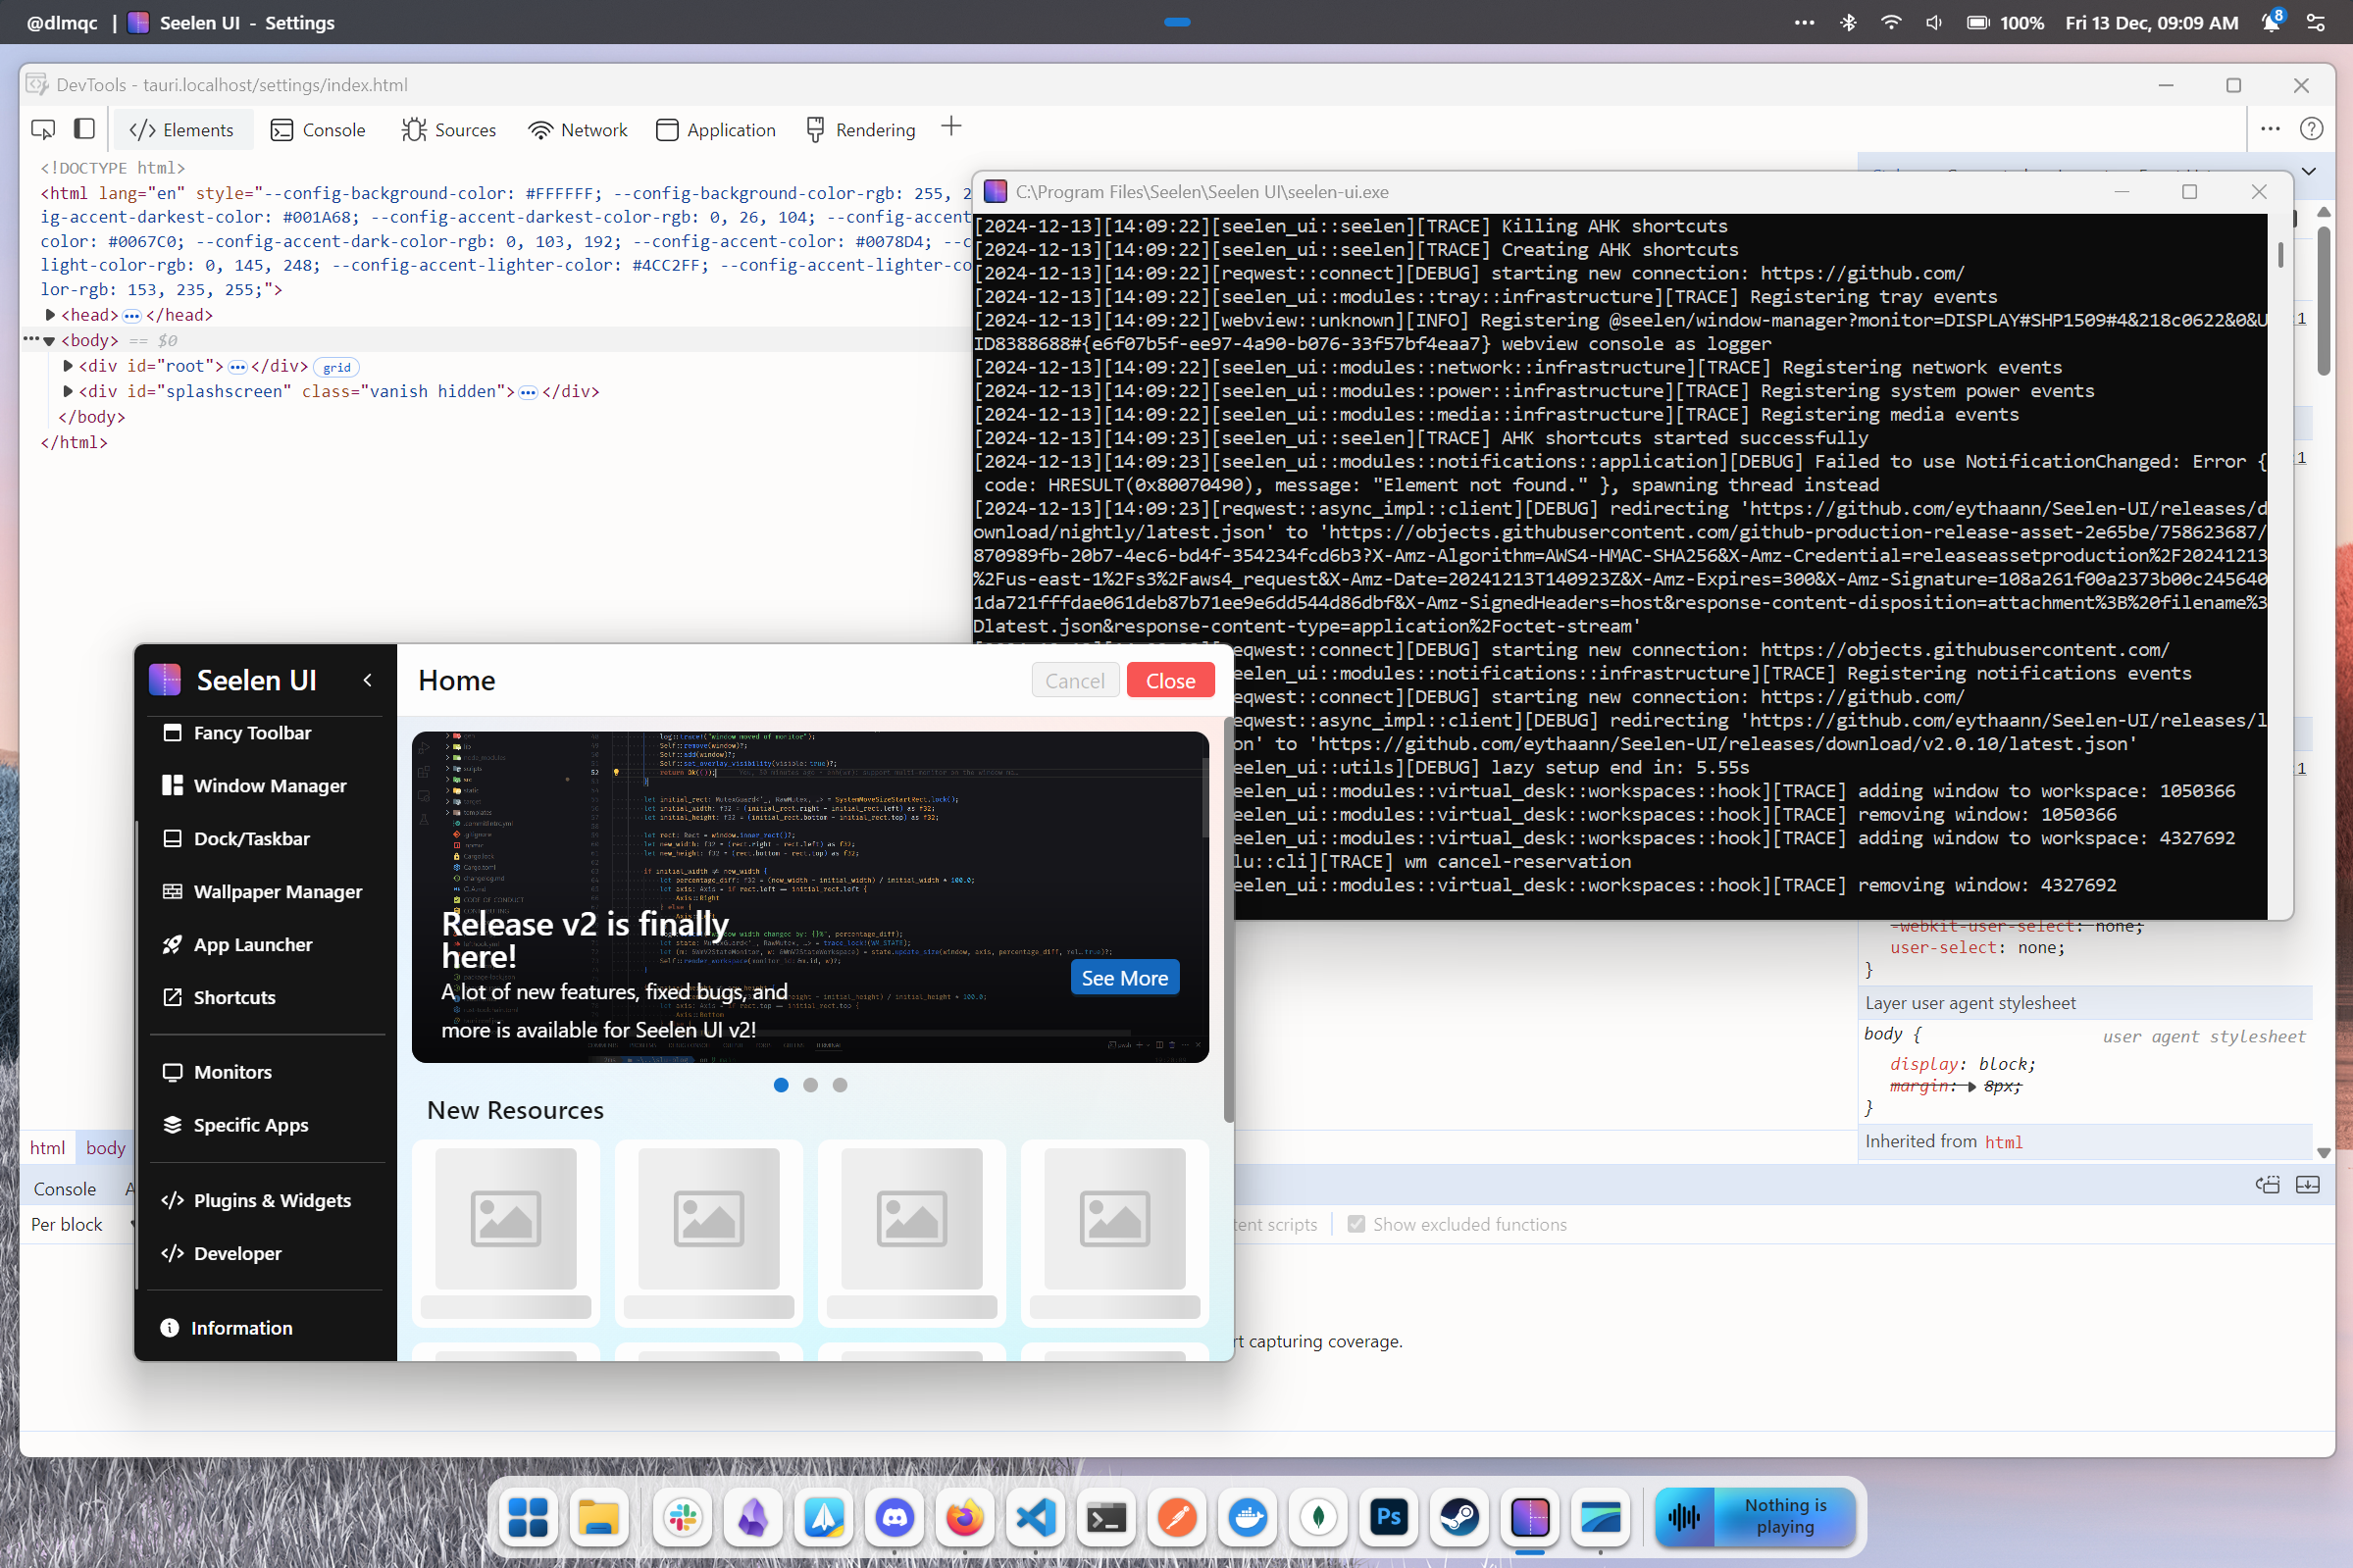 @dlmqc | Seelen UI - Settings
100% Fri 13 Dec, 09:09 AM 8
DevTools - tauri.localhost/settings/index.html
Elements Console Sources Network Application Rendering
<!DOCTYPE html>
<html lang="en" style="--config-background-color: #FFFFFF; --config-background-color-rgb: 255, 2
ig-accent-darkest-color: #001A68; --config-accent-darkest-color-rgb: 0, 26, 104; --config-accent
color: #0067C0; --config-accent-dark-color-rgb: 0, 103, 192; --config-accent-color: #0078D4; --c
light-color-rgb: 0, 145, 248; --config-accent-lighter-color: #4CC2FF; --config-accent-lighter-co
lor-rgb: 153, 235, 255;">
<head> ••• </head>
••• <body> == $0
<div id="root"> ••• </div> grid
<div id="splashscreen" class="vanish hidden"> ••• </div>
</body>
</html>
C:\Program Files\Seelen\Seelen UI\seelen-ui.exe
[2024-12-13][14:09:22][seelen_ui::seelen][TRACE] Killing AHK shortcuts
[2024-12-13][14:09:22][seelen_ui::seelen][TRACE] Creating AHK shortcuts
[2024-12-13][14:09:22][reqwest::connect][DEBUG] starting new connection: https://github.com/
[2024-12-13][14:09:22][seelen_ui::modules::tray::infrastructure][TRACE] Registering tray events
[2024-12-13][14:09:22][webview::unknown][INFO] Registering @seelen/window-manager?monitor=DISPLAY#SHP1509#4&218c0622&0&U
ID8388688#{e6f07b5f-ee97-4a90-b076-33f57bf4eaa7} webview console as logger
[2024-12-13][14:09:22][seelen_ui::modules::network::infrastructure][TRACE] Registering network events
[2024-12-13][14:09:22][seelen_ui::modules::power::infrastructure][TRACE] Registering system power events
[2024-12-13][14:09:22][seelen_ui::modules::media::infrastructure][TRACE] Registering media events
[2024-12-13][14:09:23][seelen_ui::seelen][TRACE] AHK shortcuts started successfully
[2024-12-13][14:09:23][seelen_ui::modules::notifications::application][DEBUG] Failed to use NotificationChanged: Error {
code: HRESULT(0x80070490), message: "Element not found." }, spawning thread instead
[2024-12-13][14:09:23][reqwest::async_impl::client][DEBUG] redirecting 'https://github.com/eythaann/Seelen-UI/releases/d
ownload/nightly/latest.json' to 'https://objects.githubusercontent.com/github-production-release-asset-2e65be/758623687/
870989fb-20b7-4ec6-bd4f-354234fcd6b3?X-Amz-Algorithm=AWS4-HMAC-SHA256&X-Amz-Credential=releaseassetproduction%2F20241213
%2Fus-east-1%2Fs3%2Faws4_request&X-Amz-Date=20241213T140923Z&X-Amz-Expires=300&X-Amz-Signature=108a261f00a2373b00c245640
1da721fffdae061deb87b71ee9e6dd544d86dbf&X-Amz-SignedHeaders=host&response-content-disposition=attachment%3B%20filename%3
Dlatest.json&response-content-type=application%2Foctet-stream'
eqwest::connect][DEBUG] starting new connection: https://objects.githubusercontent.com/
eelen_ui::modules::notifications::infrastructure][TRACE] Registering notifications events
eqwest::connect][DEBUG] starting new connection: https://github.com/
eqwest::async_impl::client][DEBUG] redirecting 'https://github.com/eythaann/Seelen-UI/releases/l
on' to 'https://github.com/eythaann/Seelen-UI/releases/download/v2.0.10/latest.json'
eelen_ui::utils][DEBUG] lazy setup end in: 5.55s
eelen_ui::modules::virtual_desk::workspaces::hook][TRACE] adding window to workspace: 1050366
eelen_ui::modules::virtual_desk::workspaces::hook][TRACE] removing window: 1050366
eelen_ui::modules::virtual_desk::workspaces::hook][TRACE] adding window to workspace: 4327692
lu::cli][TRACE] wm cancel-reservation
eelen_ui::modules::virtual_desk::workspaces::hook][TRACE] removing window: 4327692
:1
:1
:1
-webkit-user-select: none;
user-select: none;
}
Layer user agent stylesheet
body { user agent stylesheet
display: block;
margin: 8px;
}
Inherited from html
Seelen UI
Fancy Toolbar
Window Manager
Dock/Taskbar
Wallpaper Manager
App Launcher
Shortcuts
Monitors
Specific Apps
Plugins & Widgets
Developer
Information
Home
Cancel Close
Release v2 is finally
here!
A lot of new features, fixed bugs, and
more is available for Seelen UI v2!
See More
New Resources
html body
Console A
Per block
tent scripts Show excluded functions
rt capturing coverage.
Ps
Nothing is
playing